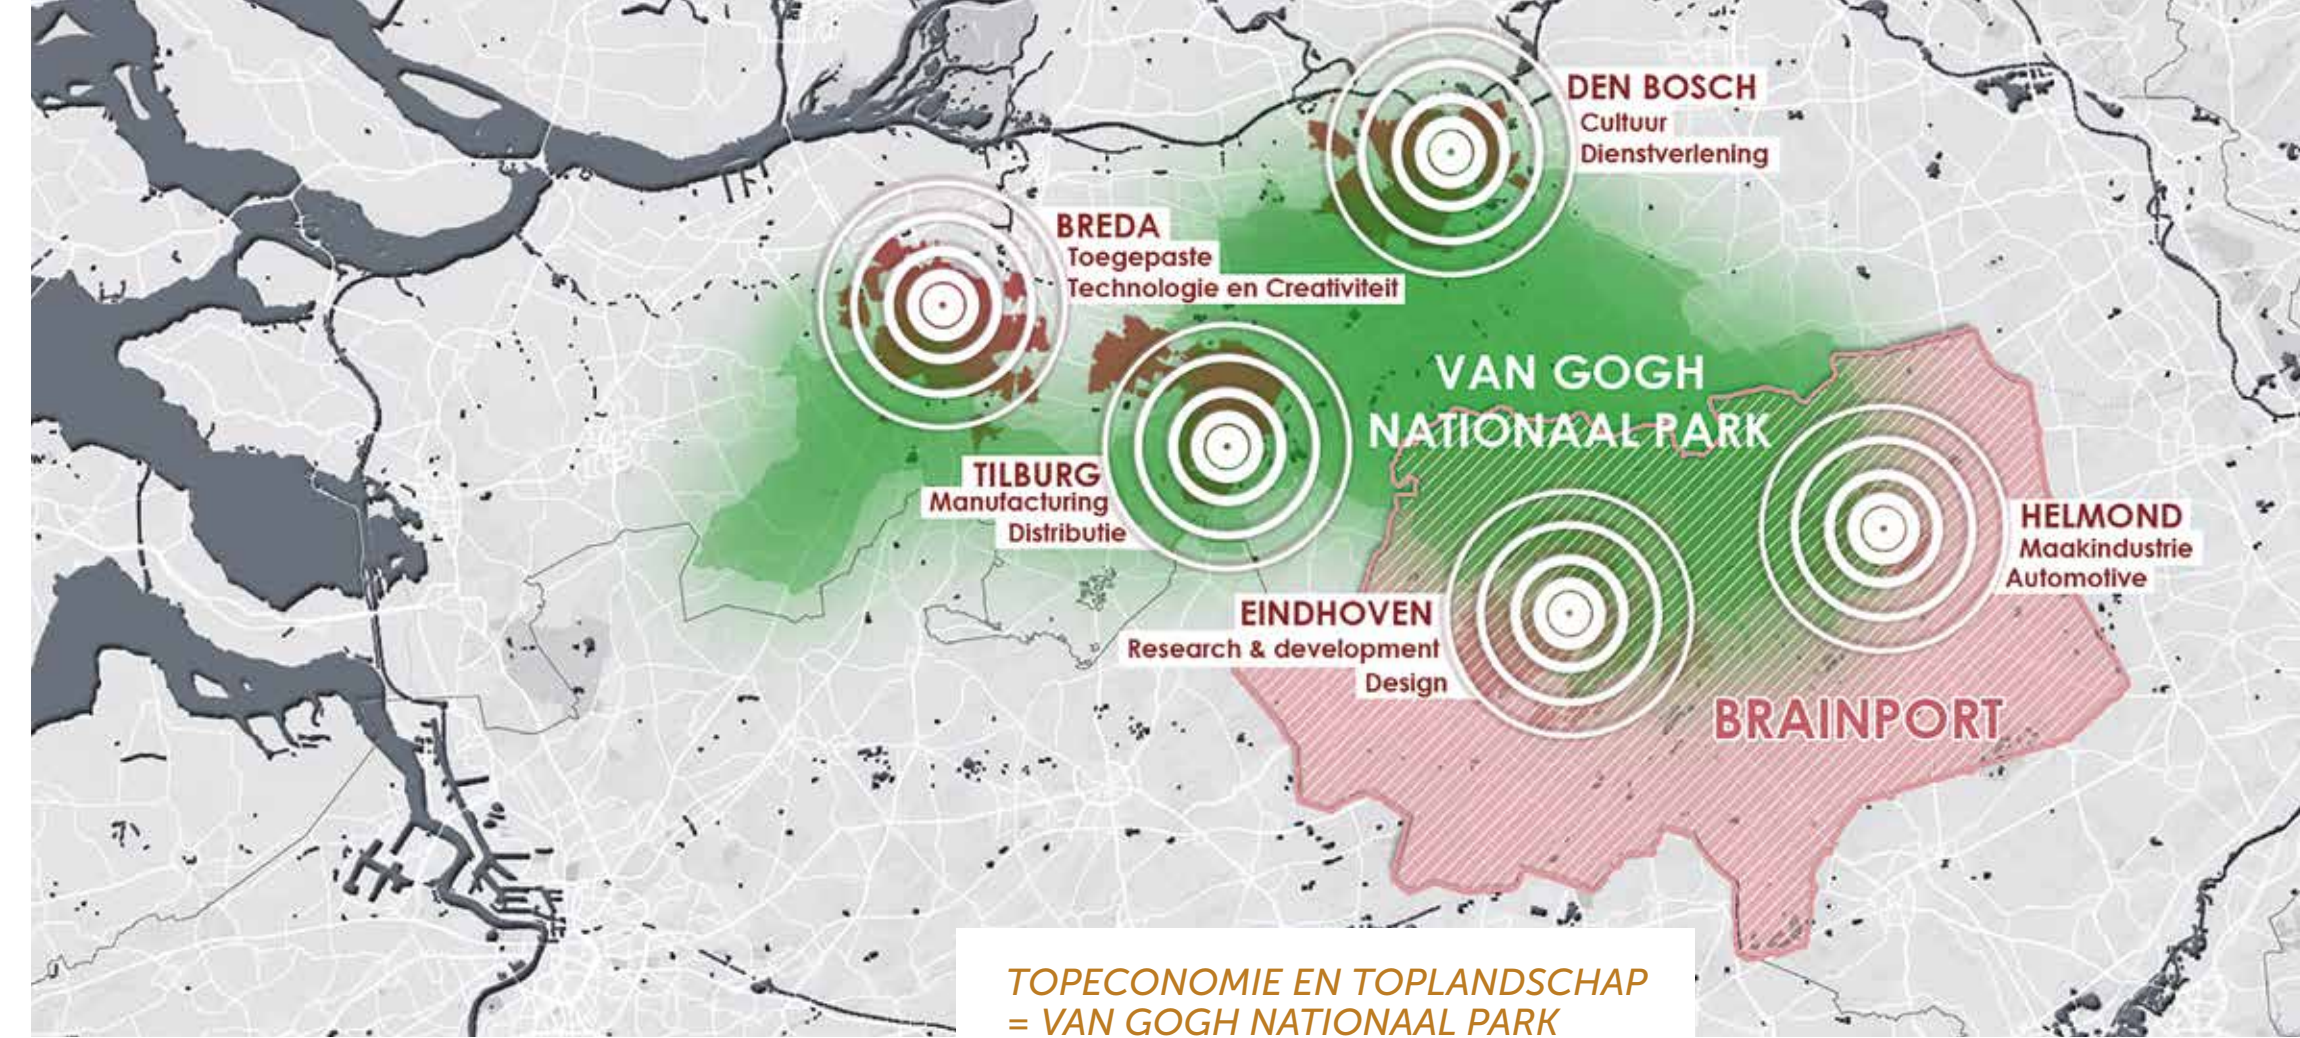 DEN BOSCH
Cultuur
Dienstverlening
BREDA
Toegepaste
Technologie en Creativiteit
VAN GOGH
NATIONAAL PARK
TILBURG
Manufacturing
Distributie
HELMOND
Maakindustrie
Automotive
EINDHOVEN
Research & development
Design
BRAINPORT
TOPECONOMIE EN TOPLANDSCHAP
= VAN GOGH NATIONAAL PARK